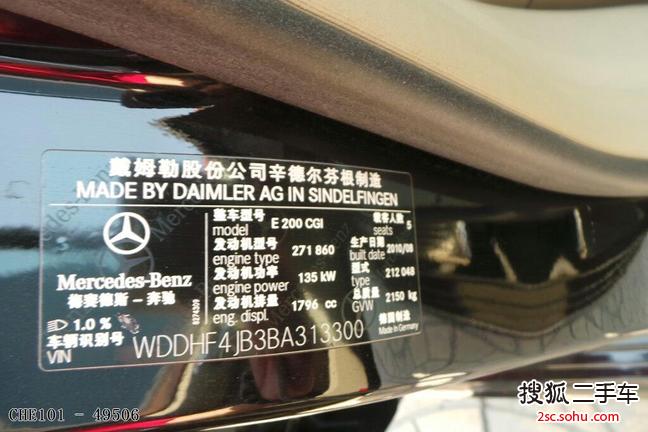 戴姆勒股份公司辛德尔芬根制造
MADE BY DAIMLER AG IN SINDELFINGEN
Mercedes-Benz
梅赛德斯-奔驰
整车型号
model E 200 CGI
载客人数
seats 5
发动机型号
engine type 271 860
生产日期
built date 2010/08
发动机功率
engine power 135 kW
型式
type 212 048
发动机排量
eng. displ. 1796 cc
总质量
GVW 2150 kg
德国制造
Made in Germany
1.0 %
车辆识别号
VIN WDDHF4JB3BA313300
CHE101 - 49506
搜狐二手车
2sc.sohu.com